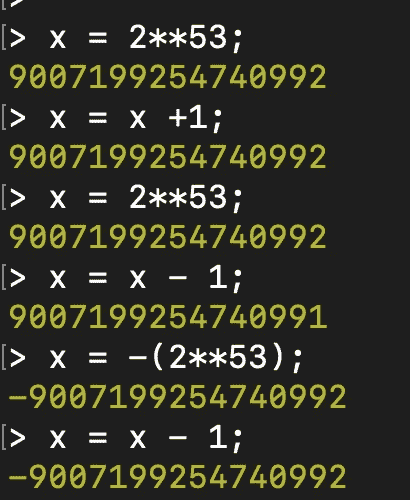 [> x = 2**53;
9007199254740992
[> x = x +1;
9007199254740992
[> x = 2**53;
9007199254740992
[> x = x - 1;
9007199254740991
[> x = -(2**53);
-9007199254740992
[> x = x - 1;
-9007199254740992